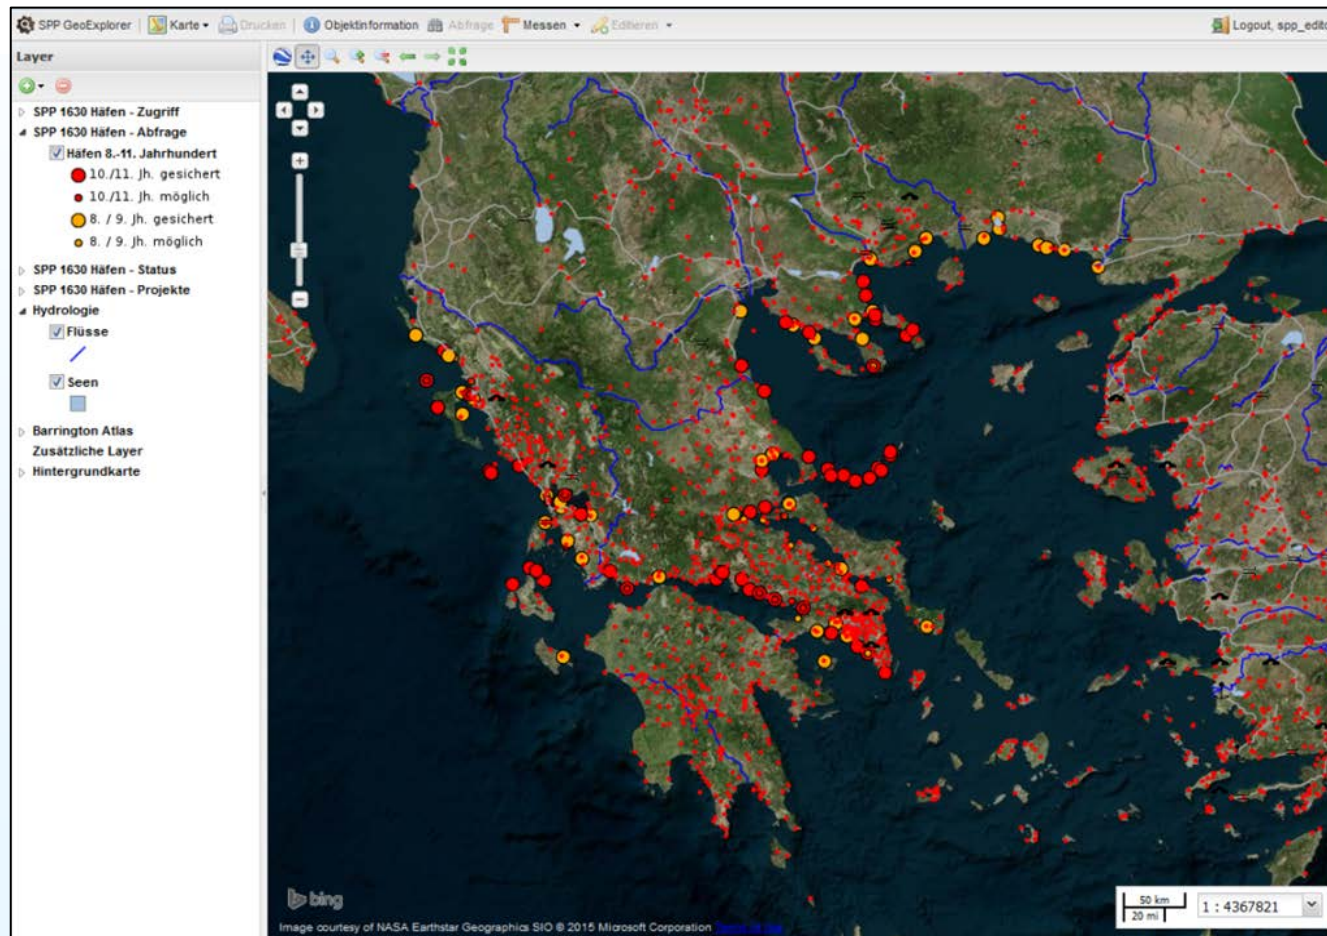 SPP GeoExplorer Karte Drucken Objektinformation Abfrage Messen Editieren Logout, spp_edito
Layer
SPP 1630 Häfen - Zugriff
SPP 1630 Häfen - Abfrage
Häfen 8.-11. Jahrhundert
10./11. Jh. gesichert
10./11. Jh. möglich
8. / 9. Jh. gesichert
8. / 9. Jh. möglich
SPP 1630 Häfen - Status
SPP 1630 Häfen - Projekte
Hydrologie
Flüsse
Seen
Barrington Atlas
Zusätzliche Layer
Hintergrundkarte
bing
50 km
20 mi
1 : 4367821
Image courtesy of NASA Earthstar Geographics SIO © 2015 Microsoft Corporation Terms of Use